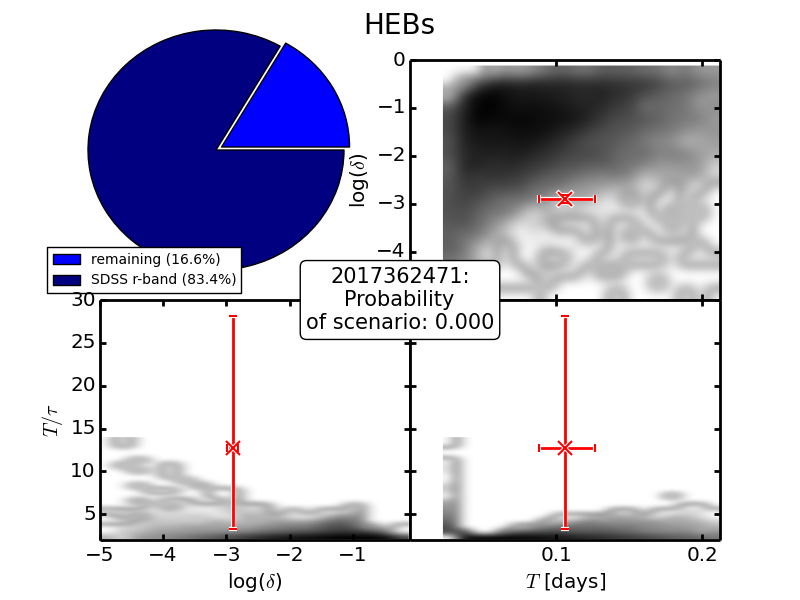 HEBs
0
−1
−2
−3
−4
log(δ)
remaining (16.6%)
SDSS r-band (83.4%)
2017362471:
Probability
of scenario: 0.000
30
25
20
15
10
5
T/τ
−5 −4 −3 −2 −1
log(δ)
0.1 0.2
T [days]